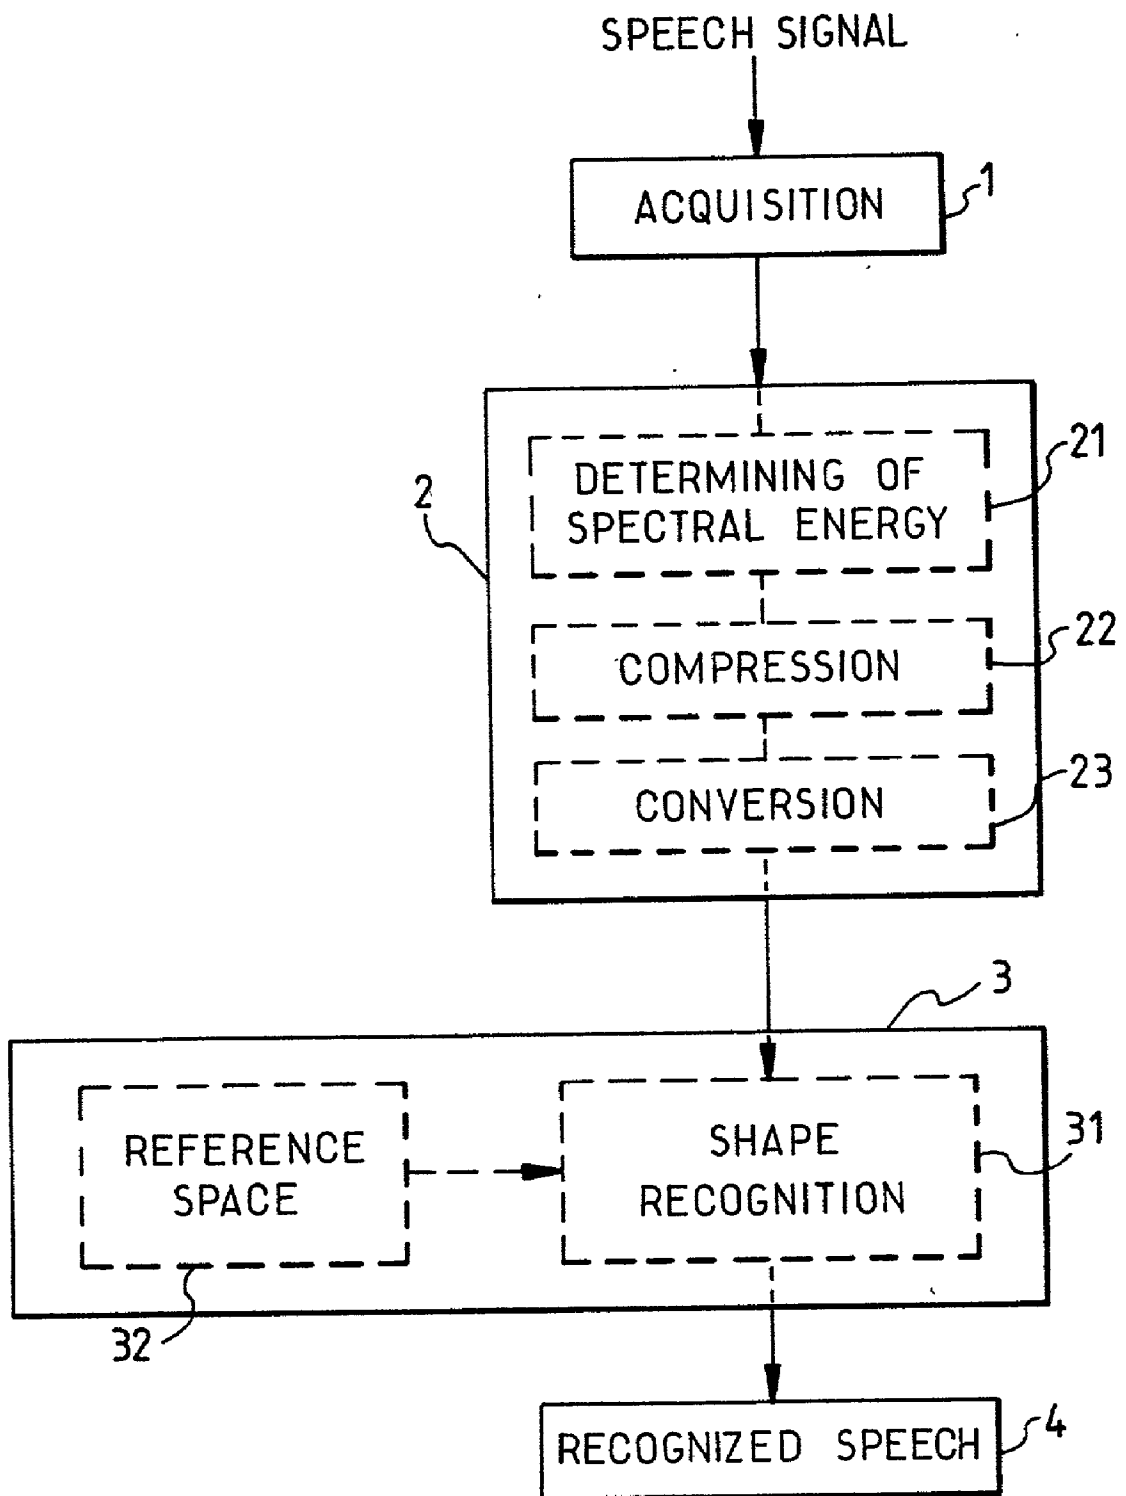 SPEECH SIGNAL
ACQUISITION
1
2
DETERMINING OF
SPECTRAL ENERGY
21
COMPRESSION
22
CONVERSION
23
3
REFERENCE
SPACE
32
SHAPE
RECOGNITION
31
RECOGNIZED SPEECH
4